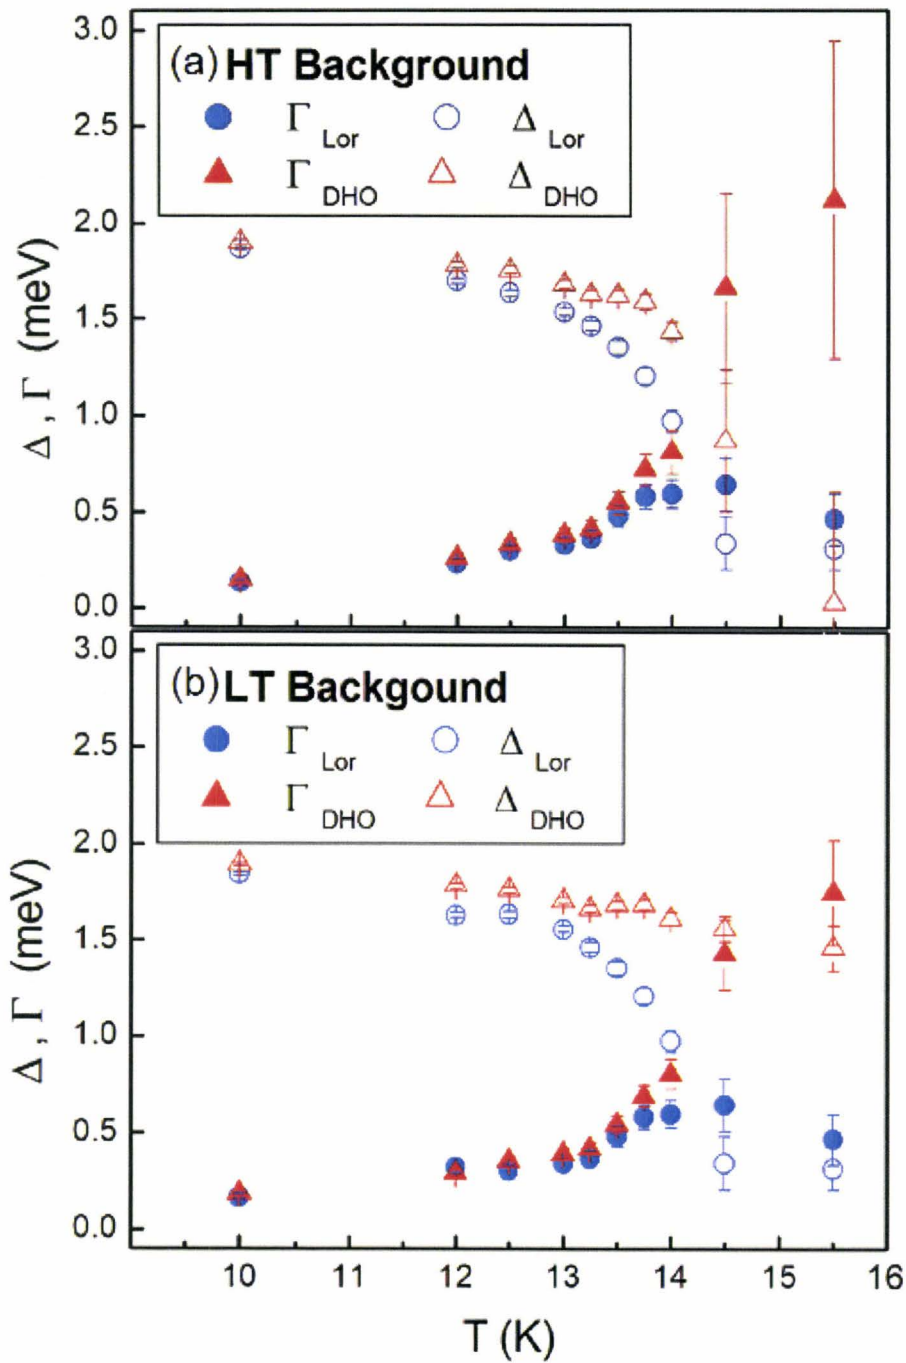 (a) HT Background
Γ Lor Δ Lor
Γ DHO Δ DHO
3.0
2.5
2.0
1.5
1.0
0.5
0.0
Δ , Γ (meV)
(b) LT Backgound
Γ Lor Δ Lor
Γ DHO Δ DHO
3.0
2.5
2.0
1.5
1.0
0.5
0.0
Δ , Γ (meV)
10 11 12 13 14 15 16
T (K)